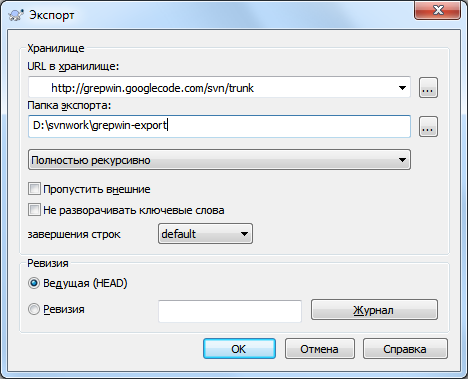 Экспорт
Хранилище
URL в хранилище:
http://grepwin.googlecode/svn/trunk
...
Папка экспорта:
D:\svnwork\grepwin-export
...
Полностью рекурсивно
Пропустить внешние
Не разворачивать ключевые слова
завершения строк default
Ревизия
Ведущая (HEAD)
Ревизия Журнал
OK Отмена Справка